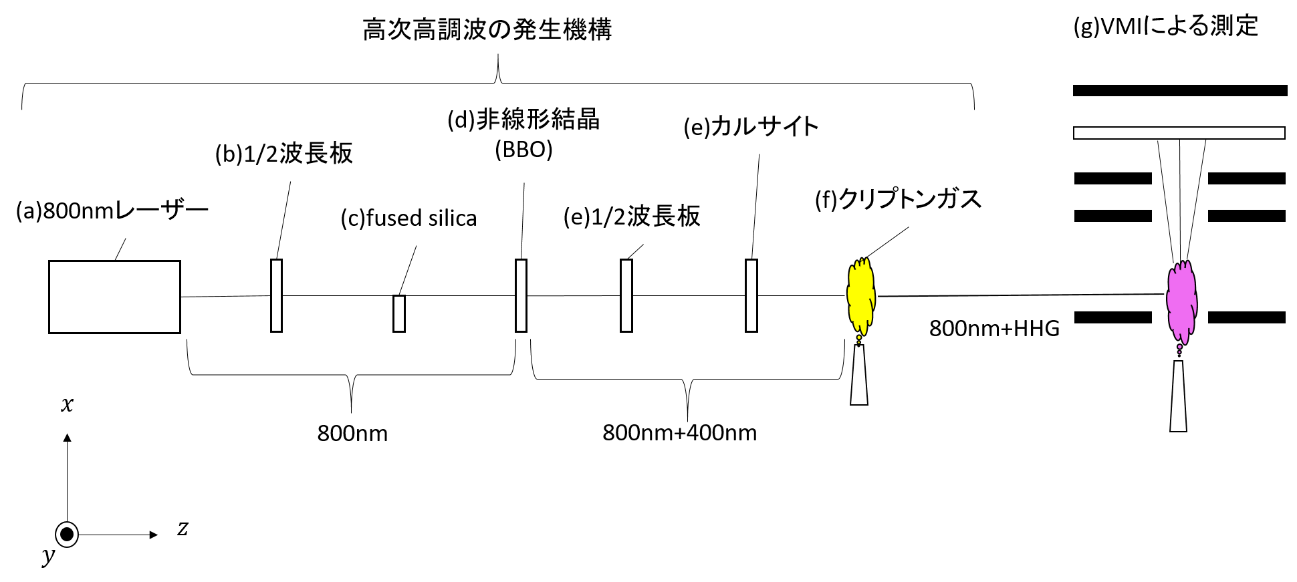 高次高調波の発生機構
(g)VMIによる測定
(d)非線形結晶
(BBO)
(e)カルサイト
(b)1/2波長板
(a)800nmレーザー
(c)fused silica
(e)1/2波長板
(f)クリプトンガス
800nm+HHG
800nm
800nm+400nm
x
z
y